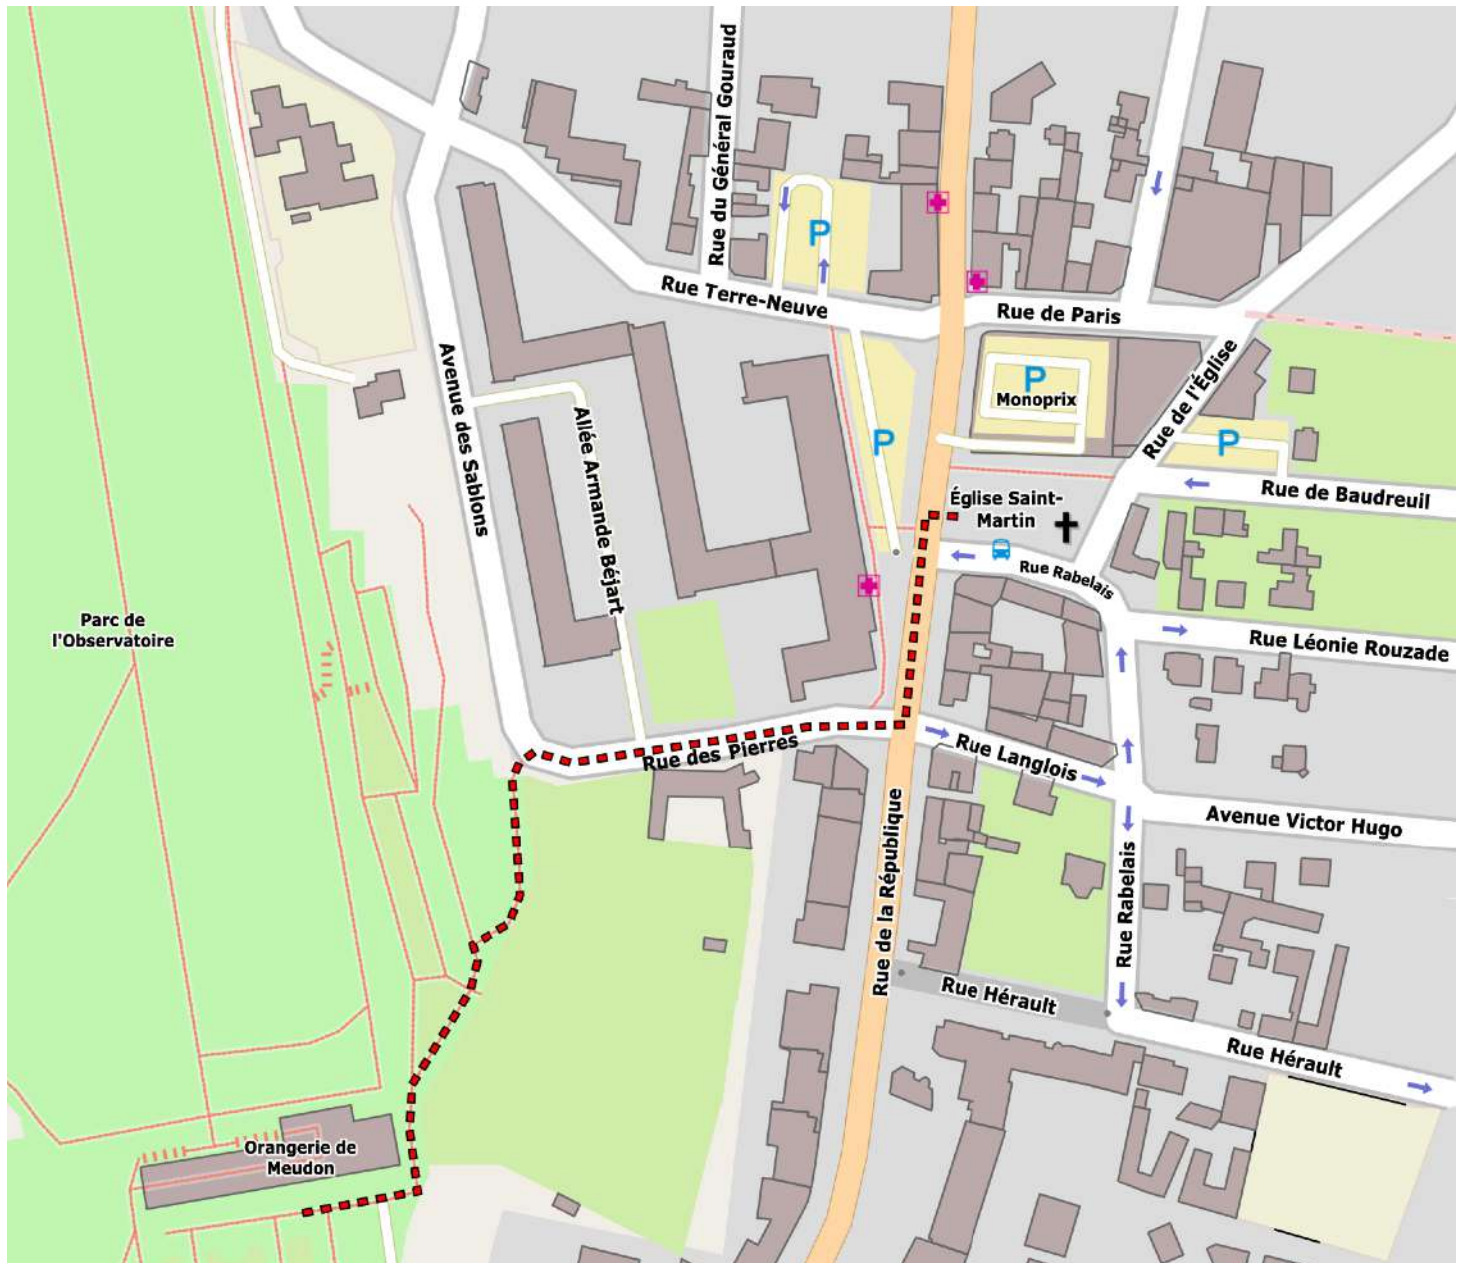 Rue du Général Gouraud
P
Rue Terre-Neuve
Rue de Paris
Avenue des Sablons
P
Monoprix
Rue de l'Église
Allée Armande Béjart
P
P
Rue de Baudreuil
Église Saint-
Martin
Rue Rabelais
Parc de
l'Observatoire
Rue Léonie Rouzade
Rue des Pierres
Rue Langlois
Rue de la République
Avenue Victor Hugo
Rue Rabelais
Rue Hérault
Rue Hérault
Orangerie de
Meudon